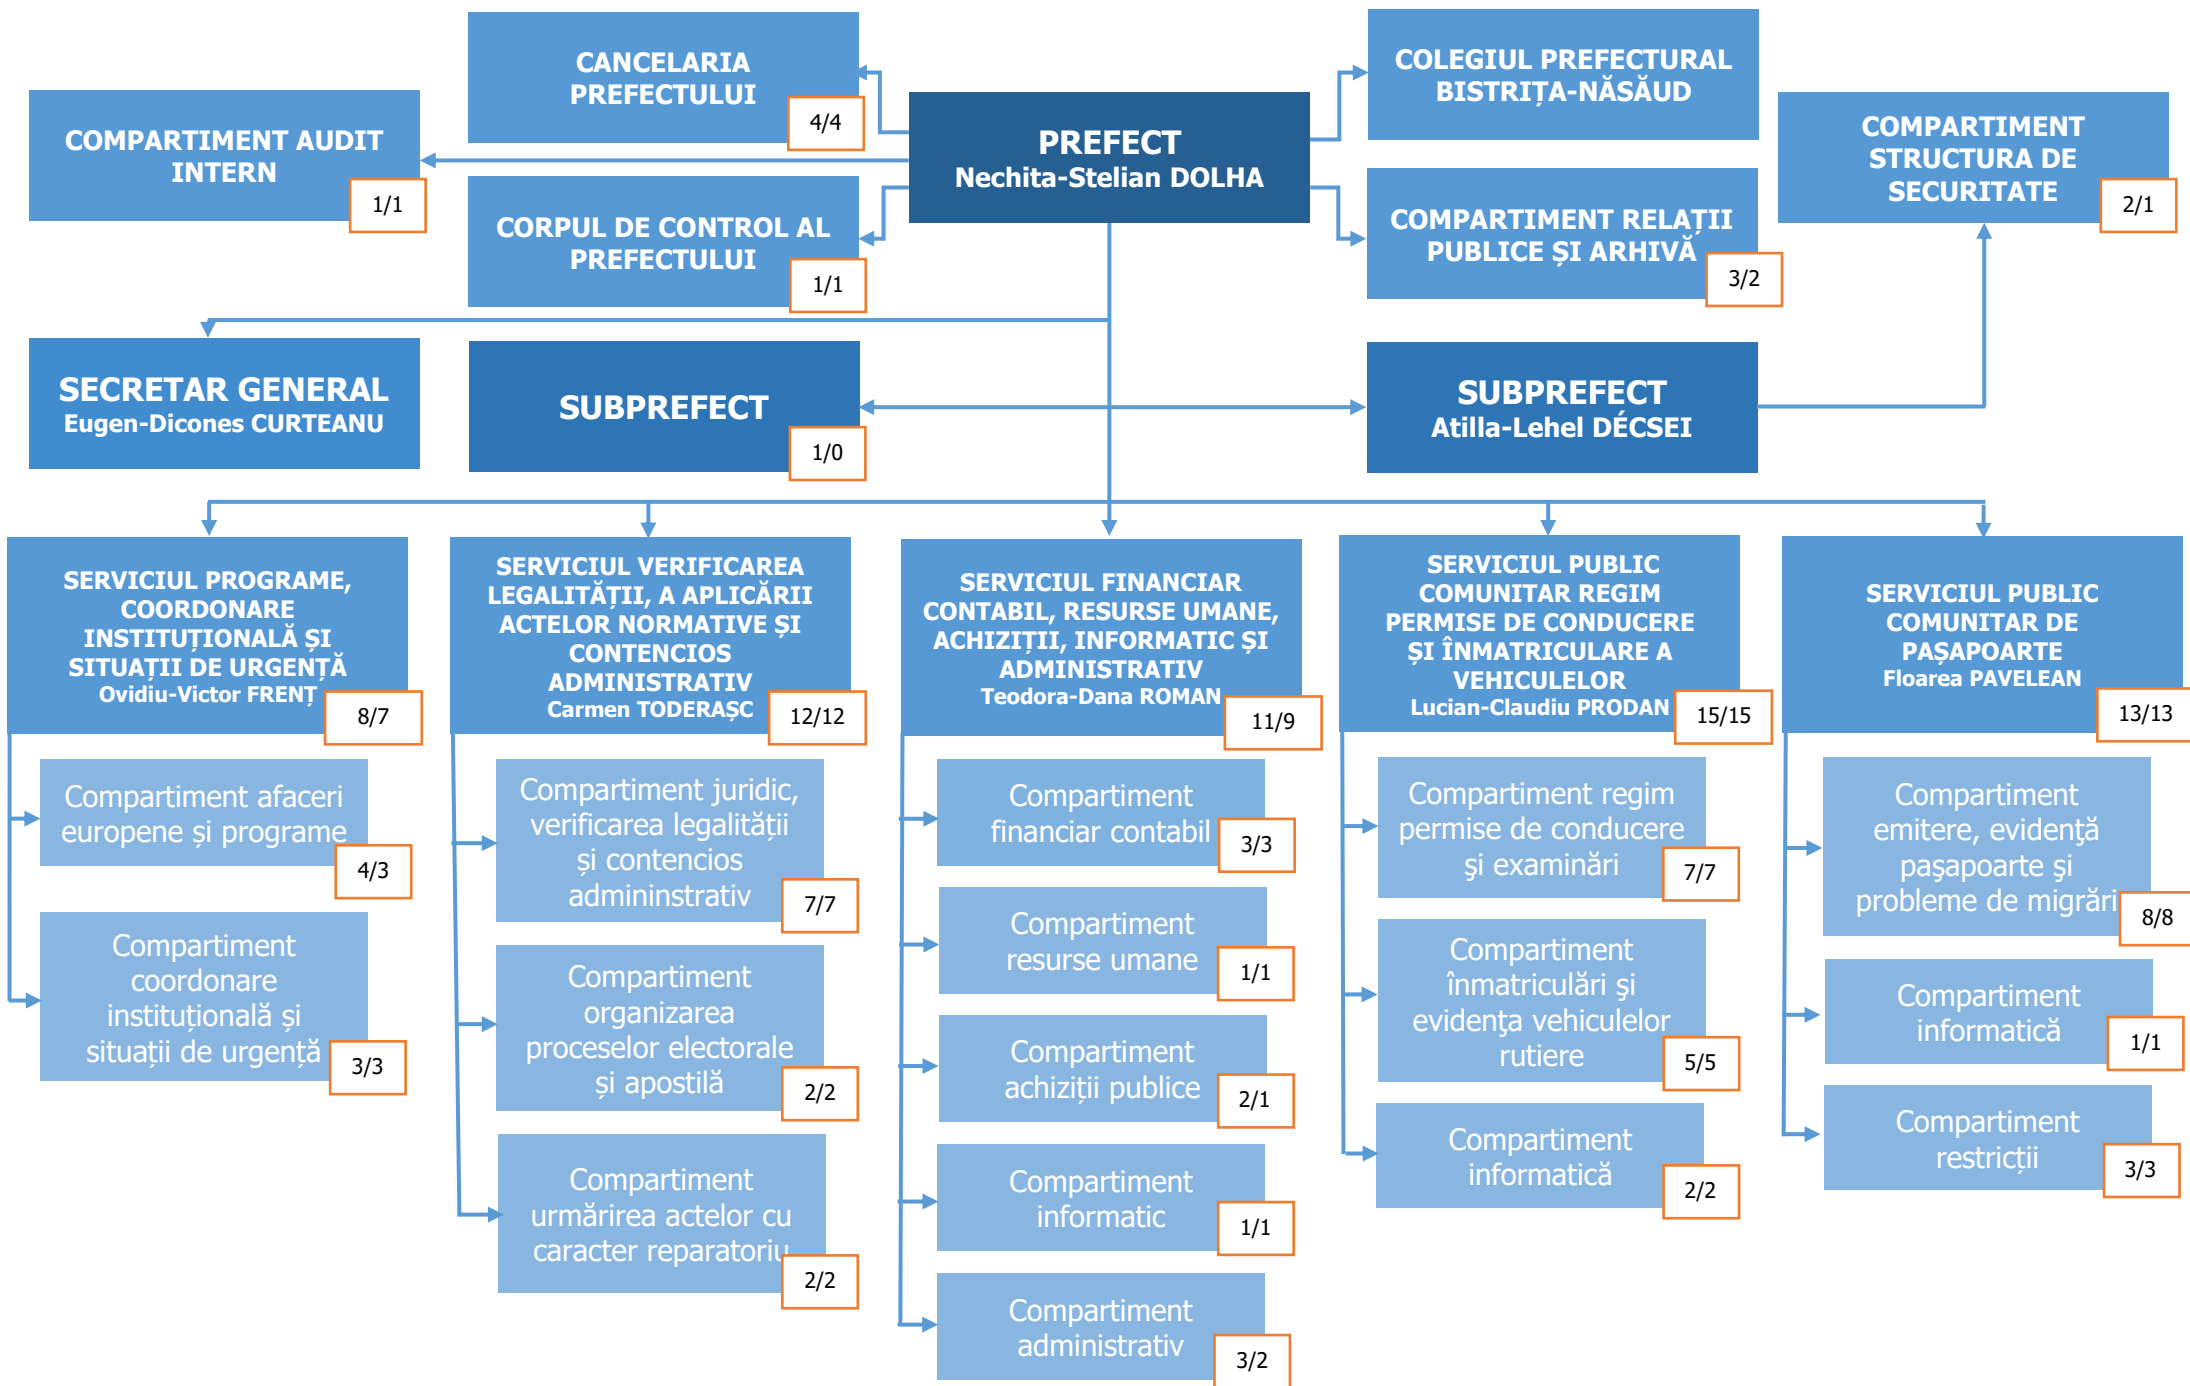 CANCELARIA
PREFECTULUI
4/4
COLEGIUL PREFECTURAL
BISTRIȚA-NĂSĂUD
COMPARTIMENT AUDIT
INTERN
1/1
PREFECT
Nechita-Stelian DOLHA
COMPARTIMENT
STRUCTURA DE
SECURITATE
2/1
CORPUL DE CONTROL AL
PREFECTULUI
1/1
COMPARTIMENT RELAȚII
PUBLICE ȘI ARHIVĂ
3/2
SECRETAR GENERAL
Eugen-Dicones CURTEANU
SUBPREFECT
1/0
SUBPREFECT
Atilla-Lehel DÉCSEI
SERVICIUL PROGRAME,
COORDONARE
INSTITUȚIONALĂ ȘI
SITUAȚII DE URGENȚĂ
Ovidiu-Victor FRENȚ
8/7
SERVICIUL VERIFICAREA
LEGALITĂȚII, A APLICĂRII
ACTELOR NORMATIVE ȘI
CONTENCIOS
ADMINISTRATIV
Carmen TODERAȘC
12/12
SERVICIUL FINANCIAR
CONTABIL, RESURSE UMANE,
ACHIZIȚII, INFORMATIC ȘI
ADMINISTRATIV
Teodora-Dana ROMAN
11/9
SERVICIUL PUBLIC
COMUNITAR REGIM
PERMISE DE CONDUCERE
ȘI ÎNMATRICULARE A
VEHICULELOR
Lucian-Claudiu PRODAN
15/15
SERVICIUL PUBLIC
COMUNITAR DE
PAȘAPOARTE
Floarea PAVELEAN
13/13
Compartiment afaceri
europene și programe
4/3
Compartiment
coordonare
instituțională și
situații de urgență
3/3
Compartiment juridic,
verificarea legalității
și contencios
admininstrativ
7/7
Compartiment
organizarea
proceselor electorale
și apostilă
2/2
Compartiment
urmărirea actelor cu
caracter reparatoriu
2/2
Compartiment
financiar contabil
3/3
Compartiment
resurse umane
1/1
Compartiment
achiziții publice
2/1
Compartiment
informatic
1/1
Compartiment
administrativ
3/2
Compartiment regim
permise de conducere
şi examinări
7/7
Compartiment
înmatriculări şi
evidenţa vehiculelor
rutiere
5/5
Compartiment
informatică
2/2
Compartiment
emitere, evidenţă
paşapoarte şi
probleme de migrări
8/8
Compartiment
informatică
1/1
Compartiment
restricții
3/3